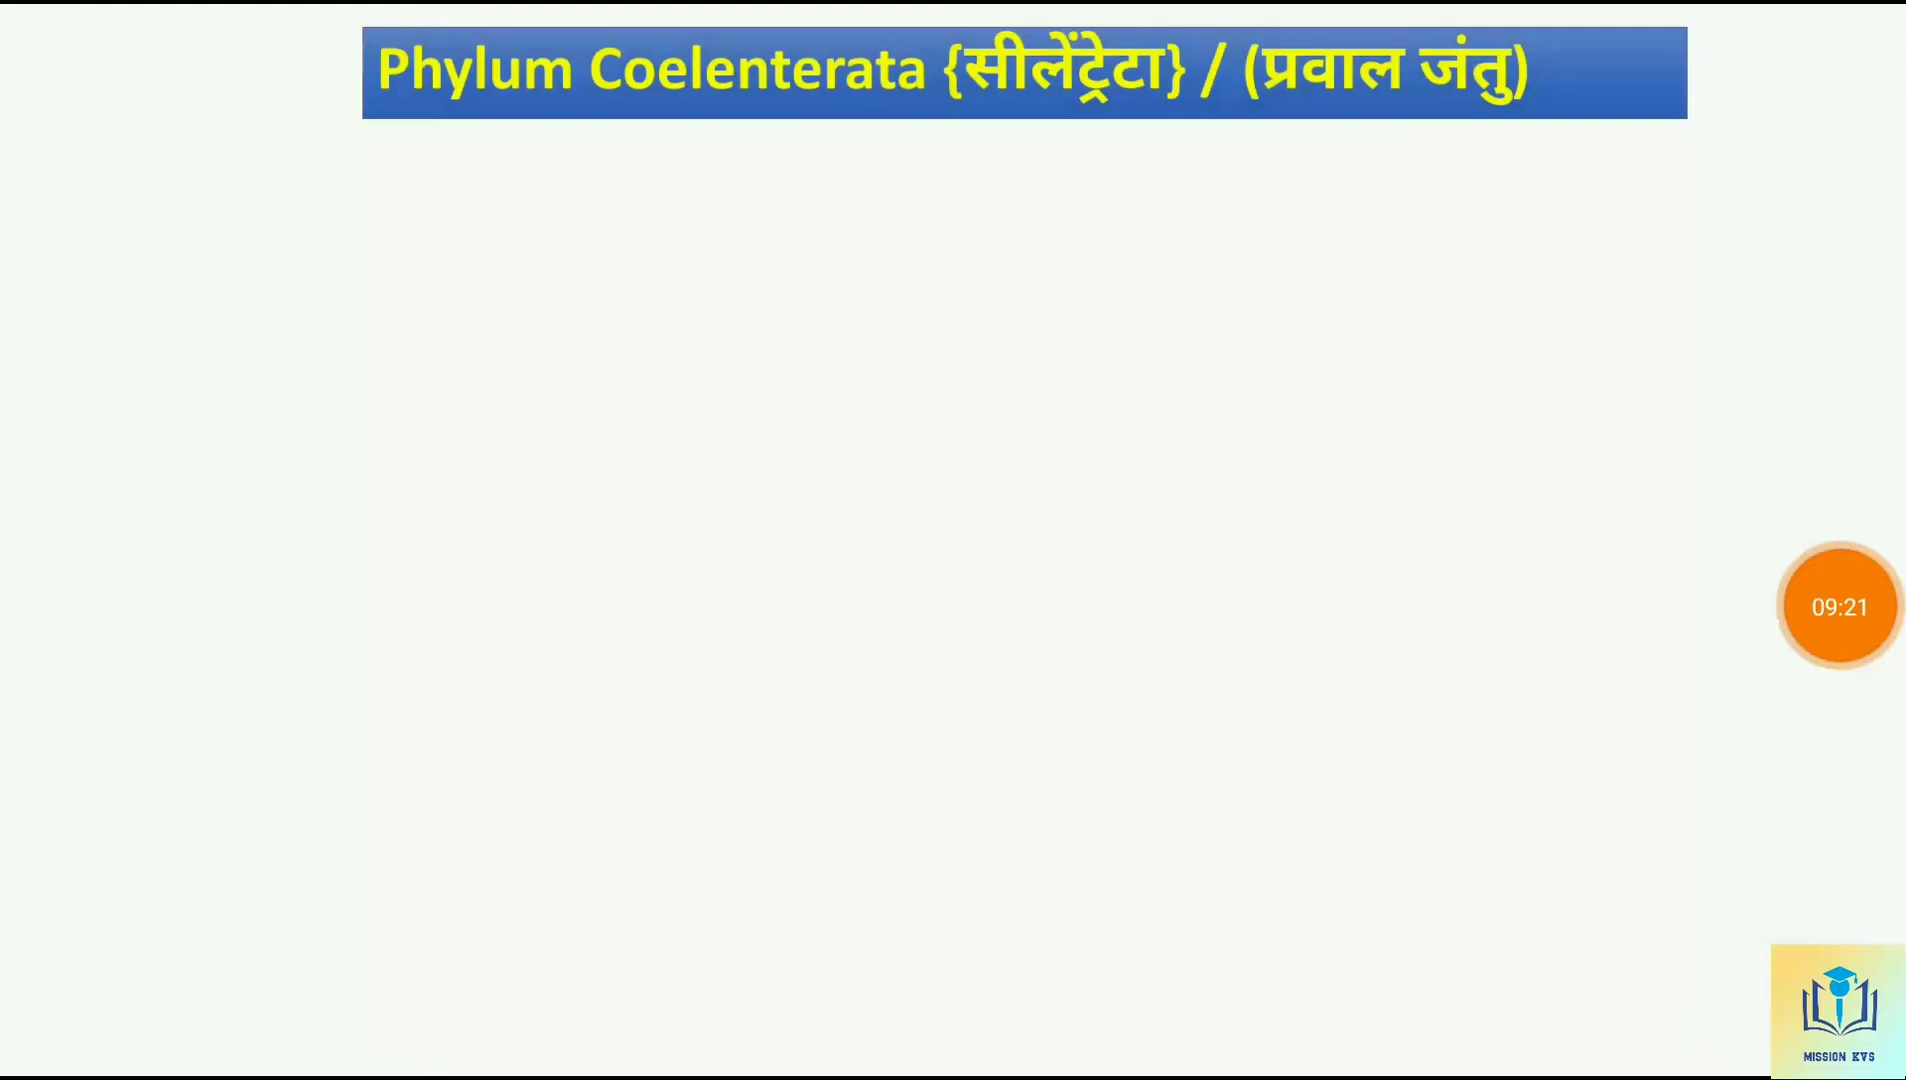 Phylum Coelenterata {सीलेंट्रेटा} / (प्रवाल जंतु)
09:21
MISSION KVS